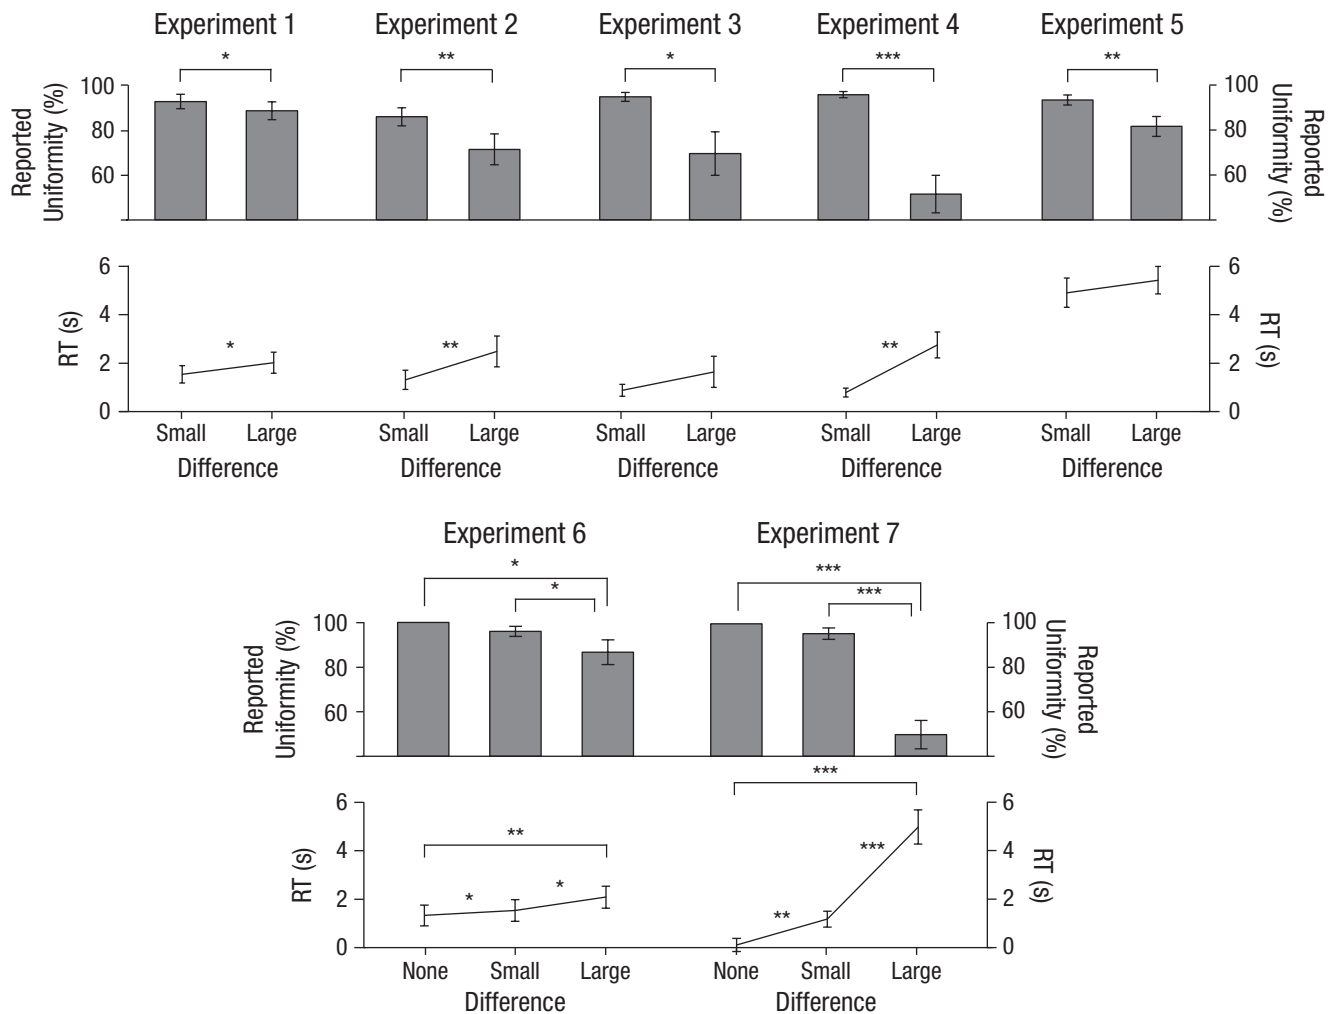 Experiment 1 Experiment 2 Experiment 3 Experiment 4 Experiment 5
* ** * *** **
Reported
Uniformity (%)
100
80
60
100
80
60
Reported
Uniformity (%)
RT (s)
6
4
2
0
* ** **
6
4
2
0
RT (s)
Small Large Small Large Small Large Small Large Small Large
Difference Difference Difference Difference Difference
Experiment 6 Experiment 7
* ***
* ***
Reported
Uniformity (%)
100
80
60
100
80
60
Reported
Uniformity (%)
***
RT (s)
6
4
2
0
**
* *
***
**
6
4
2
0
RT (s)
None Small Large None Small Large
Difference Difference